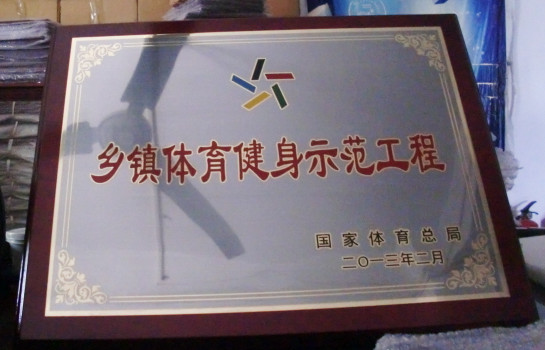 乡镇体育健身示范工程
国家体育总局
二〇一三年二月